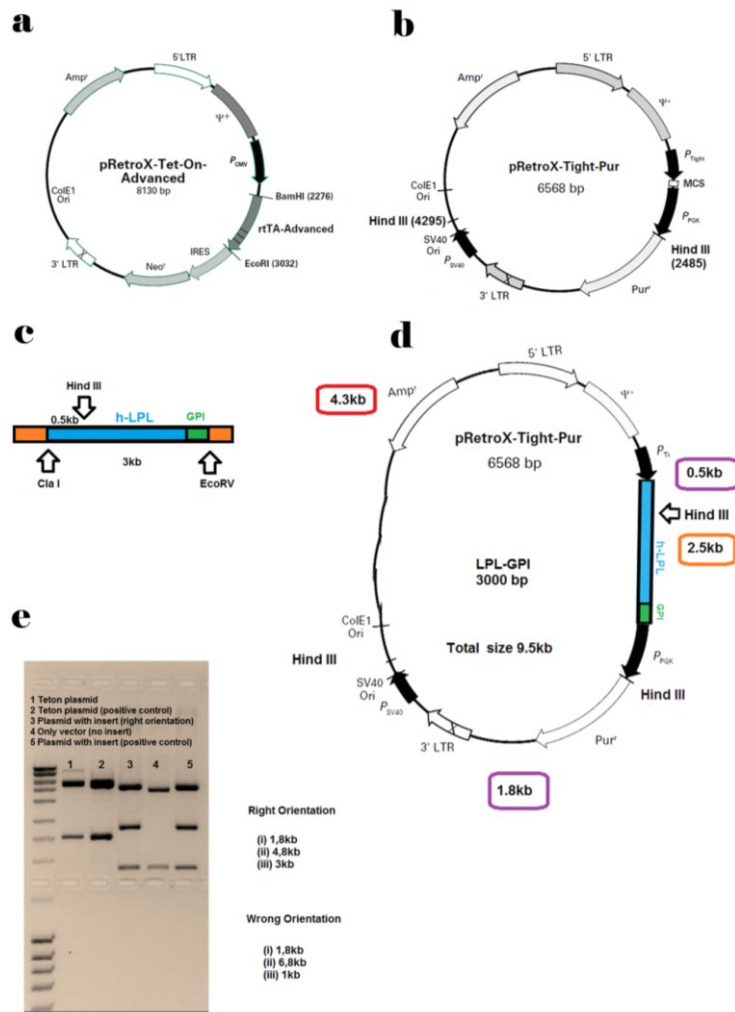 a
5'LTR
Ampʳ
Ψ⁺
P CMV
pRetroX-Tet-On-
Advanced
8130 bp
BamHI (2276)
ColE1
Ori
rtTA-Advanced
IRES
EcoRI (3032)
3' LTR
Neoʳ
b
5' LTR
Ampʳ
Ψ⁺
P Tight
pRetroX-Tight-Pur
6568 bp
MCS
ColE1
Ori
P PGK
Hind III (4295)
SV40
Ori
Hind III
(2485)
P SV40
3' LTR
Purʳ
c
Hind III
0.5kb
h-LPL
GPI
3kb
Cla I
EcoRV
d
5' LTR
4.3kb
Ampʳ
Ψ⁺
pRetroX-Tight-Pur
6568 bp
P Ti
0.5kb
Hind III
h-LPL
2.5kb
LPL-GPI
3000 bp
GPI
ColE1
Ori
Total size 9.5kb
P PGK
Hind III
SV40
Ori
Hind III
P SV40
3' LTR
Purʳ
1.8kb
e
1 Teton plasmid
2 Teton plasmid (positive control)
3 Plasmid with insert (right orientation)
4 Only vector (no insert)
5 Plasmid with insert (positive control)
1 2 3 4 5
Right Orientation
(i) 1,8kb
(ii) 4,8kb
(iii) 3kb
Wrong Orientation
(i) 1,8kb
(ii) 6,8kb
(iii) 1kb